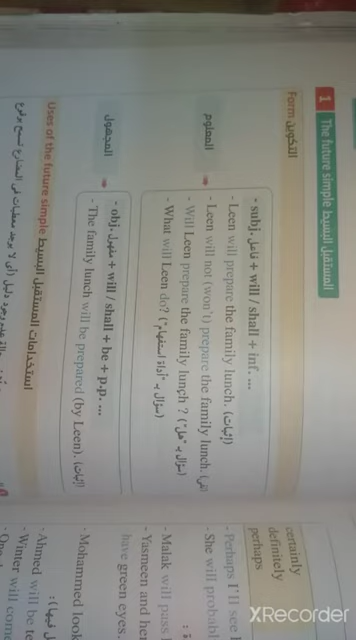 1 The future simple المستقبل البسيط
Form التكوين
المعلوم
- subj. فاعل + will / shall + inf. ...
- Leen will prepare the family lunch. (إثبات)
- Leen will not (won't) prepare the family lunch. (نفي)
- Will Leen prepare the family lunch ? (سؤال بـ "هل")
- What will Leen do? (سؤال بـ "أداة استفهام")
المجهول
- obj. مفعول + will / shall + be + p.p. ...
- The family lunch will be prepared (by Leen). (إثبات)
Uses of the future simple استخدامات المستقبل البسيط
certainly
definitely
perhaps
- Perhaps I'll see
- She will
- Malak will pass
- Yasmeen and
have green eyes.
- Mohammed
- Ahmed will be
- Winter will come
XRecorder